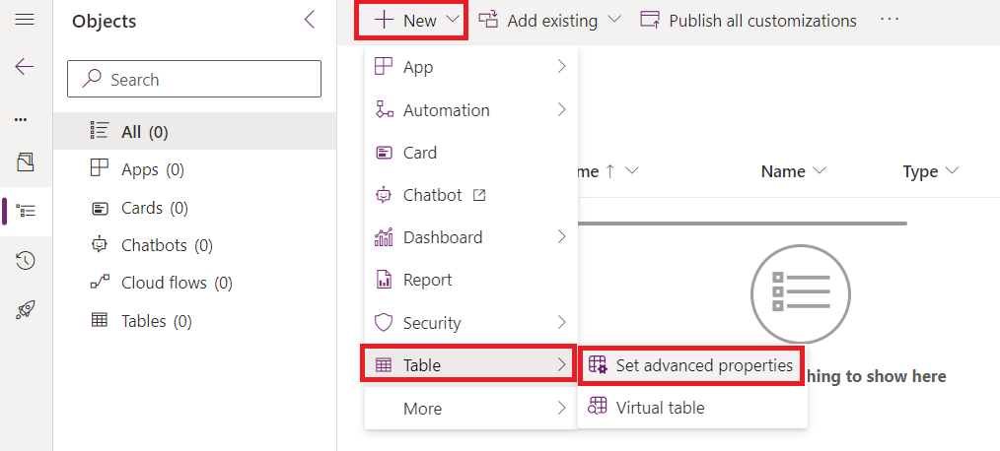 Objects
Search
All (0)
Apps (0)
Cards (0)
Chatbots (0)
Cloud flows (0)
Tables (0)
New
Add existing
Publish all customizations
App
Automation
Card
Chatbot
Dashboard
Report
Security
Table
More
Set advanced properties
Virtual table
me ↑
Name
Type
hing to show here